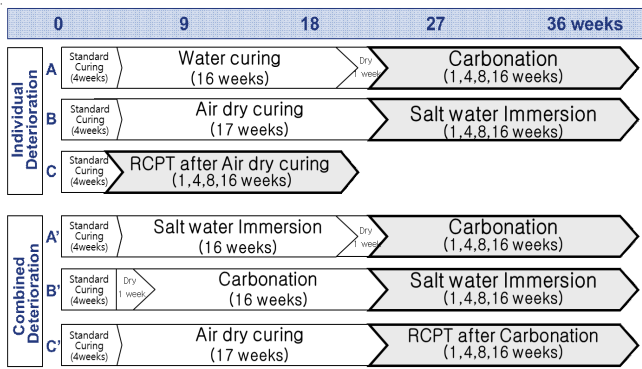 0 9 18 27 36 weeks
Individual
Deterioration
A
Standard
Curing
(4weeks)
Water curing
(16 weeks)
Dry
1 week
Carbonation
(1,4,8,16 weeks)
B
Standard
Curing
(4weeks)
Air dry curing
(17 weeks)
Salt water Immersion
(1,4,8,16 weeks)
C
Standard
Curing
(4weeks)
RCPT after Air dry curing
(1,4,8,16 weeks)
Combined
Deterioration
A'
Standard
Curing
(4weeks)
Salt water Immersion
(16 weeks)
Dry
1 week
Carbonation
(1,4,8,16 weeks)
B'
Standard
Curing
(4weeks)
Dry
1 week
Carbonation
(16 weeks)
Salt water Immersion
(1,4,8,16 weeks)
C'
Standard
Curing
(4weeks)
Air dry curing
(17 weeks)
RCPT after Carbonation
(1,4,8,16 weeks)